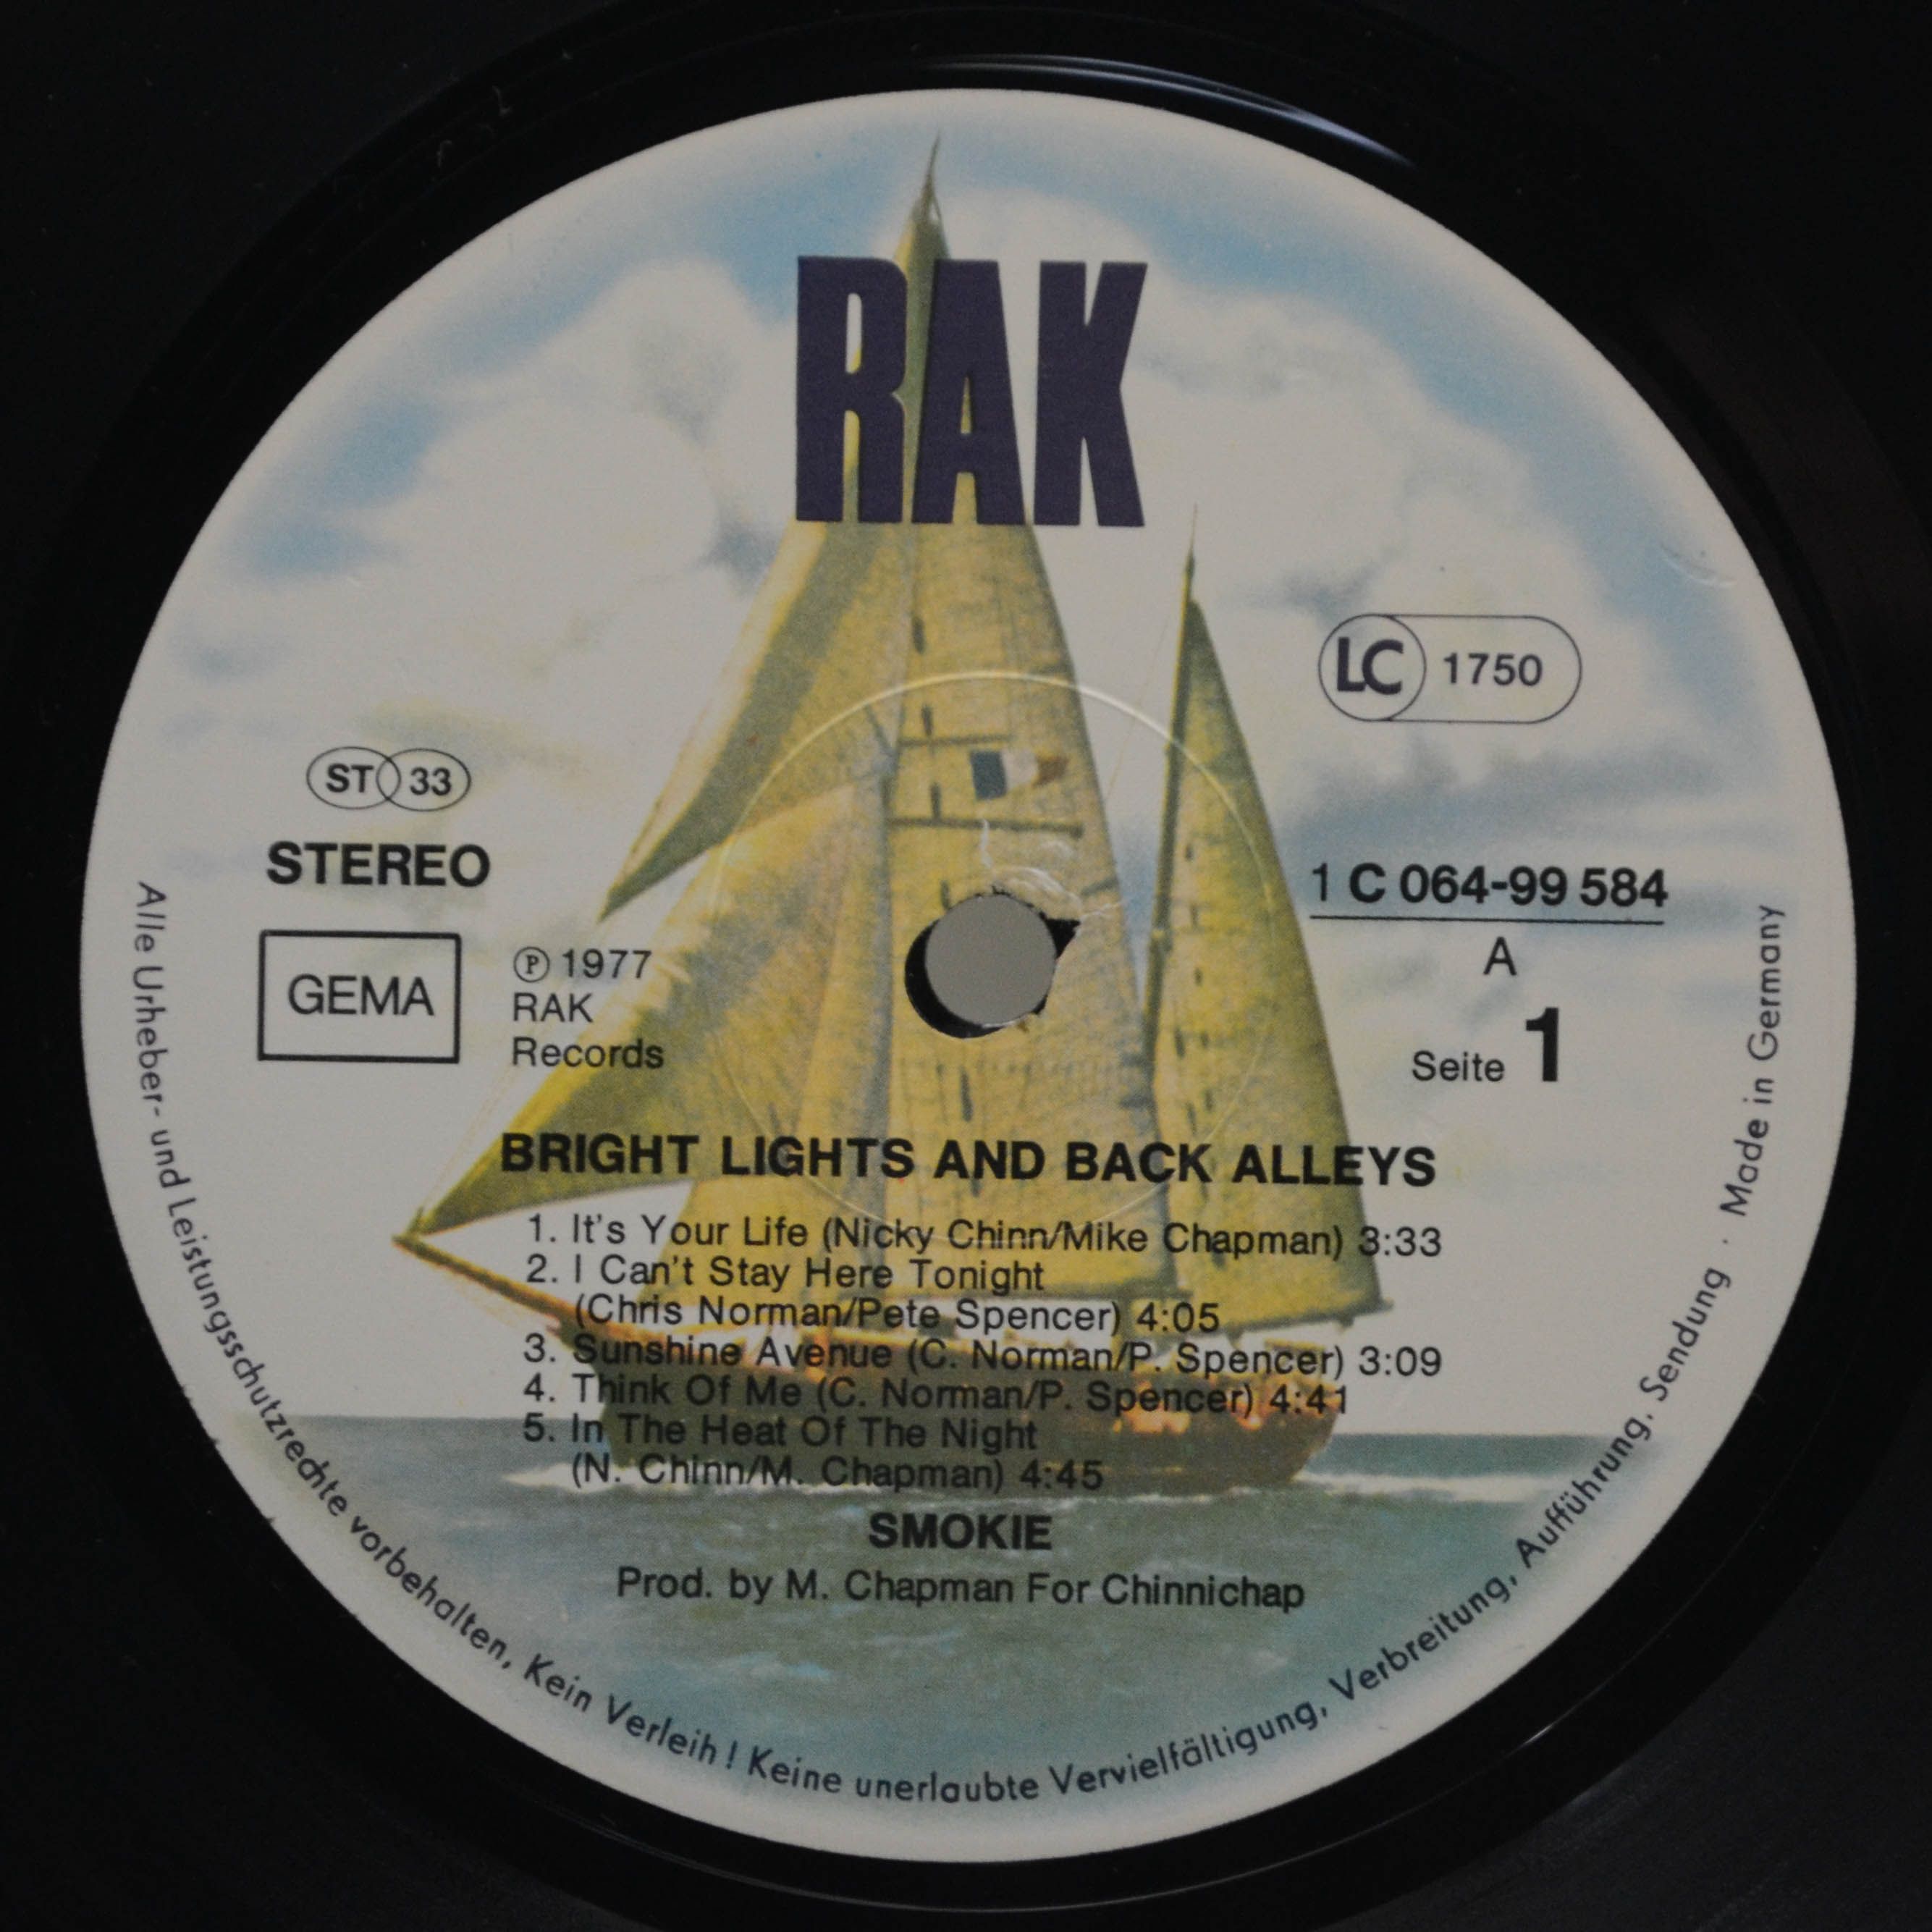 RAK
LC 1750
ST 33
STEREO
GEMA
℗ 1977
RAK
Records
1 C 064-99 584
A
Seite 1
BRIGHT LIGHTS AND BACK ALLEYS
1. It's Your Life (Nicky Chinn/Mike Chapman) 3:33
2. I Can't Stay Here Tonight
(Chris Norman/Pete Spencer) 4:05
3. Sunshine Avenue (C. Norman/P. Spencer) 3:09
4. Think Of Me (C. Norman/P. Spencer) 4:41
5. In The Heat Of The Night
(N. Chinn/M. Chapman) 4:45
SMOKIE
Prod. by M. Chapman For Chinnichap
Alle Urheber- und Leistungsschutzrechte vorbehalten, Kein Verleih! Keine unerlaubte Vervielfältigung, Verbreitung, Aufführung, Sendung · Made in Germany